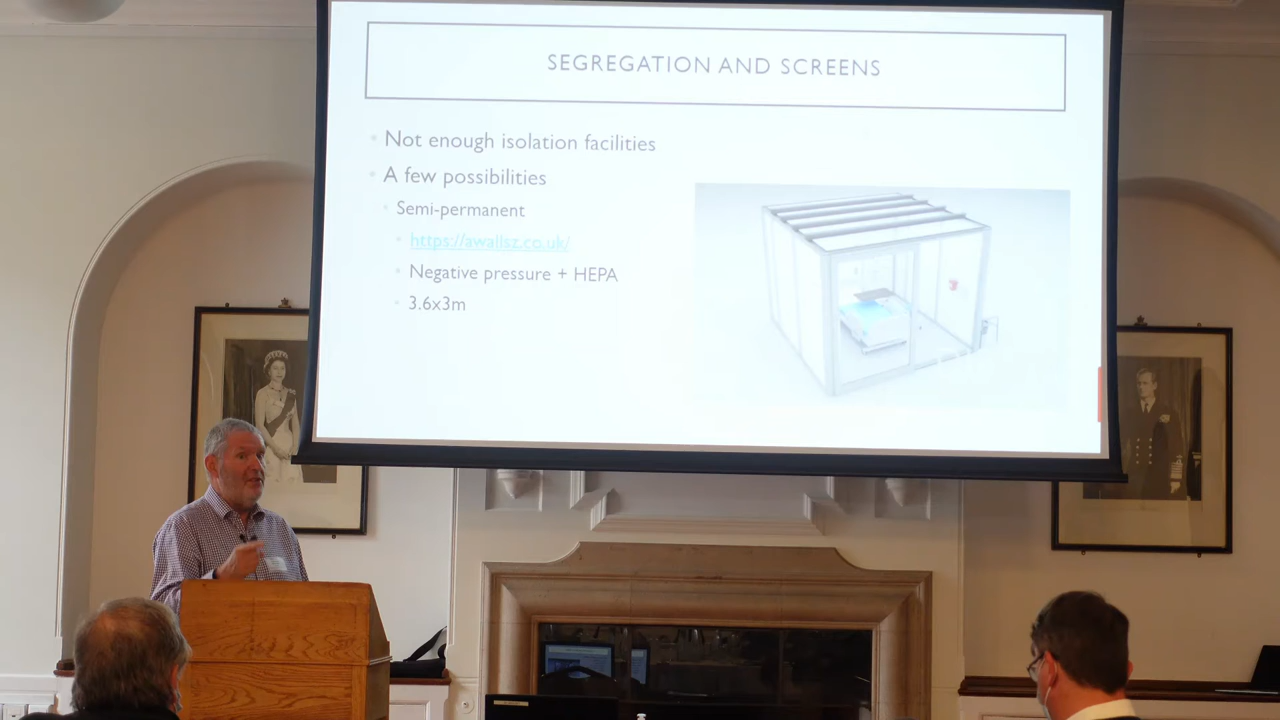 SEGREGATION AND SCREENS
Not enough isolation facilities
A few possibilities
Semi-permanent
https://awallsz.co.uk/
Negative pressure + HEPA
3.6x3m